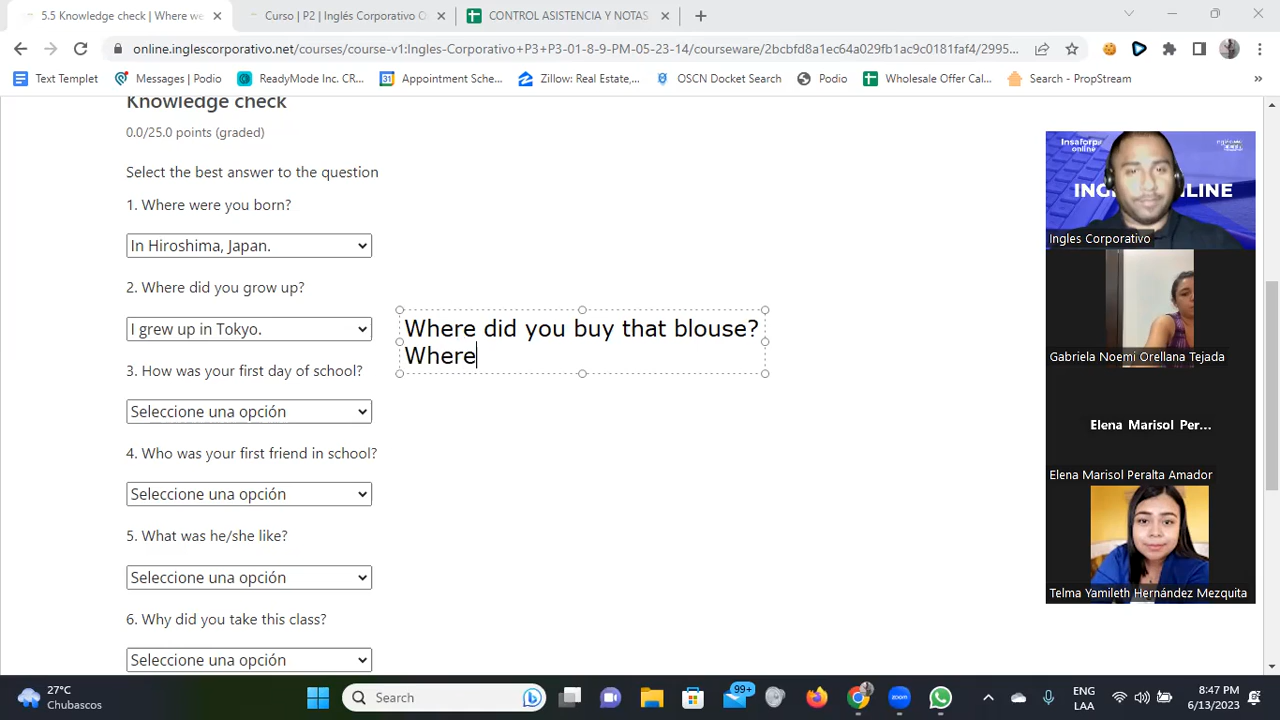 5.5 Knowledge check | Where we
Curso | P2 | Inglés Corporativo O
CONTROL ASISTENCIA Y NOTAS
online.inglescorporativo.net/courses/course-v1:Ingles-Corporativo+P3+P3-01-8-9-PM-05-23-14/courseware/2bcbfd8a1ec64a029fb1ac9c0181faf4/2995...
Text Templet
Messages | Podio
ReadyMode Inc. CR...
Appointment Sche...
Zillow: Real Estate,...
OSCN Docket Search
Podio
Wholesale Offer Cal...
Search - PropStream
»
Knowledge check
0.0/25.0 points (graded)
Select the best answer to the question
1. Where were you born?
In Hiroshima, Japan.
2. Where did you grow up?
I grew up in Tokyo.
3. How was your first day of school?
Seleccione una opción
4. Who was your first friend in school?
Seleccione una opción
5. What was he/she like?
Seleccione una opción
6. Why did you take this class?
Seleccione una opción
Where did you buy that blouse?
Where
online
Ingles Corporativo
Gabriela Noemi Orellana Tejada
Elena Marisol Per...
Elena Marisol Peralta Amador
Telma Yamileth Hernández Mezquita
27°C
Chubascos
Search
99+
zoom
ENG
LAA
8:47 PM
6/13/2023